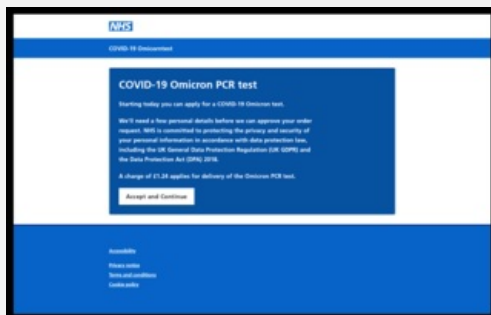 NHS
COVID-19 Omicrontest
COVID-19 Omicron PCR test
Starting today you can apply for a COVID-19 Omicron test.
We'll need a few personal details before we can approve your order
request. NHS is committed to protecting the privacy and security of
your personal information in accordance with data protection law,
including the UK General Data Protection Regulation (UK GDPR) and
the Data Protection Act (DPA) 2018.
A charge of £1.24 applies for delivery of the Omicron PCR test.
Accept and Continue
Accessibility
Privacy notice
Terms and conditions
Cookie policy